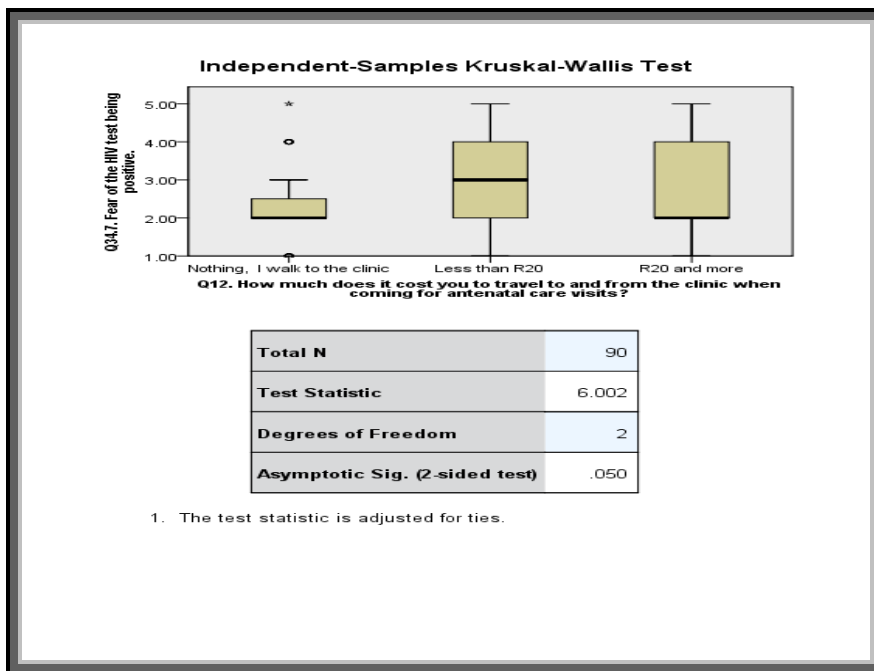 Independent-Samples Kruskal-Wallis Test
Q34.7. Fear of the HIV test being
positive.
5.00
4.00
3.00
2.00
1.00
Nothing, I walk to the clinic Less than R20 R20 and more
Q12. How much does it cost you to travel to and from the clinic when
coming for antenatal care visits?
Total N 90
Test Statistic 6.002
Degrees of Freedom 2
Asymptotic Sig. (2-sided test) .050
1. The test statistic is adjusted for ties.